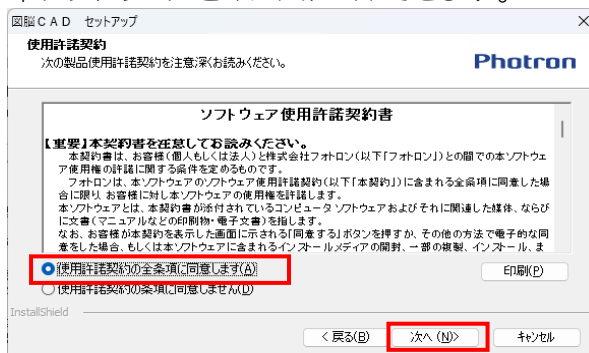 図脳CAD セットアップ
使用許諾契約
次の製品使用許諾契約を注意深くお読みください。
Photron
ソフトウェア使用許諾契約書
【重要】本契約書を注意してお読みください。
本契約書は、お客様(個人もしくは法人)と株式会社フォトロン(以下「フォトロン」)との間での本ソフトウェ
ア使用権の許諾に関する条件を定めるものです。
フォトロンは、本ソフトウェアのソフトウェア使用許諾契約(以下「本契約」)に含まれる全条項に同意した場
合に限り、お客様に対し本ソフトウェアの使用権を許諾します。
本ソフトウェアとは、本契約書が添付されているコンピュータ ソフトウェアおよびそれに関連した媒体、ならび
に文書(マニュアルなどの印刷物・電子文書)を指します。
なお、お客様が本契約を表示した画面に示される「同意する」ボタンを押すか、その他の方法で電子的な同
意をした場合、もしくは本ソフトウェアに含まれるインストールメディアの開封、一部の複製、インストール、ま
使用許諾契約の全条項に同意します(A)
印刷(P)
使用許諾契約の条項に同意しません(D)
InstallShield
< 戻る(B)
次へ (N)>
キャンセル